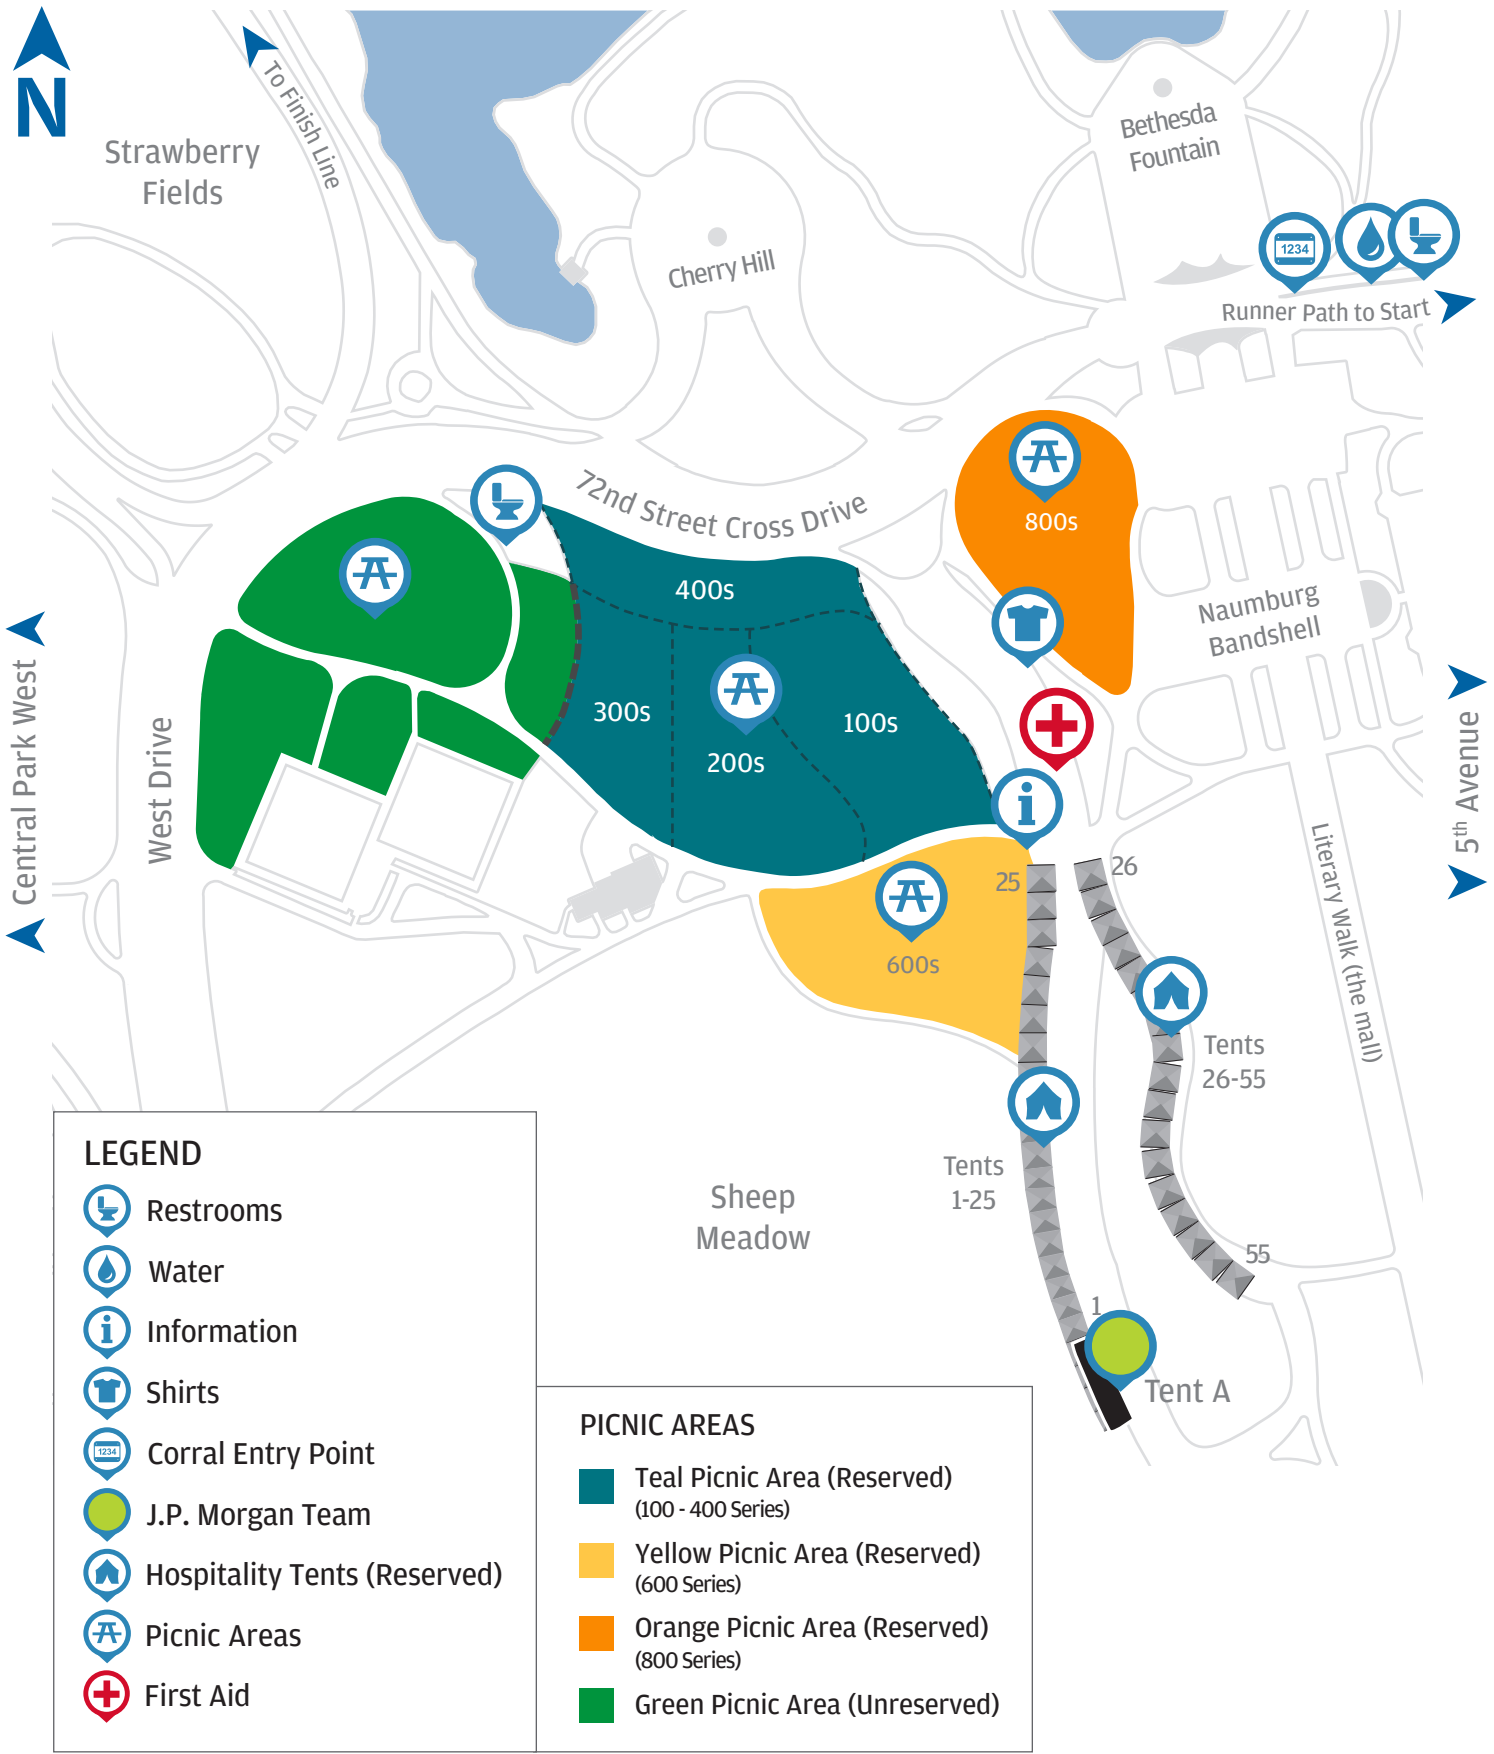 N
To Finish Line
Strawberry
Fields
Bethesda
Fountain
Cherry Hill
1234
Runner Path to Start
72nd Street Cross Drive
800s
400s
Naumburg
Bandshell
300s
100s
200s
Central Park West
West Drive
5th Avenue
Literary Walk (the mall)
i
25
26
600s
Tents
26-55
Tents
1-25
Sheep
Meadow
55
1
Tent A
LEGEND
Restrooms
Water
i
Information
Shirts
1234
Corral Entry Point
J.P. Morgan Team
Hospitality Tents (Reserved)
Picnic Areas
First Aid
PICNIC AREAS
Teal Picnic Area (Reserved)
(100 - 400 Series)
Yellow Picnic Area (Reserved)
(600 Series)
Orange Picnic Area (Reserved)
(800 Series)
Green Picnic Area (Unreserved)